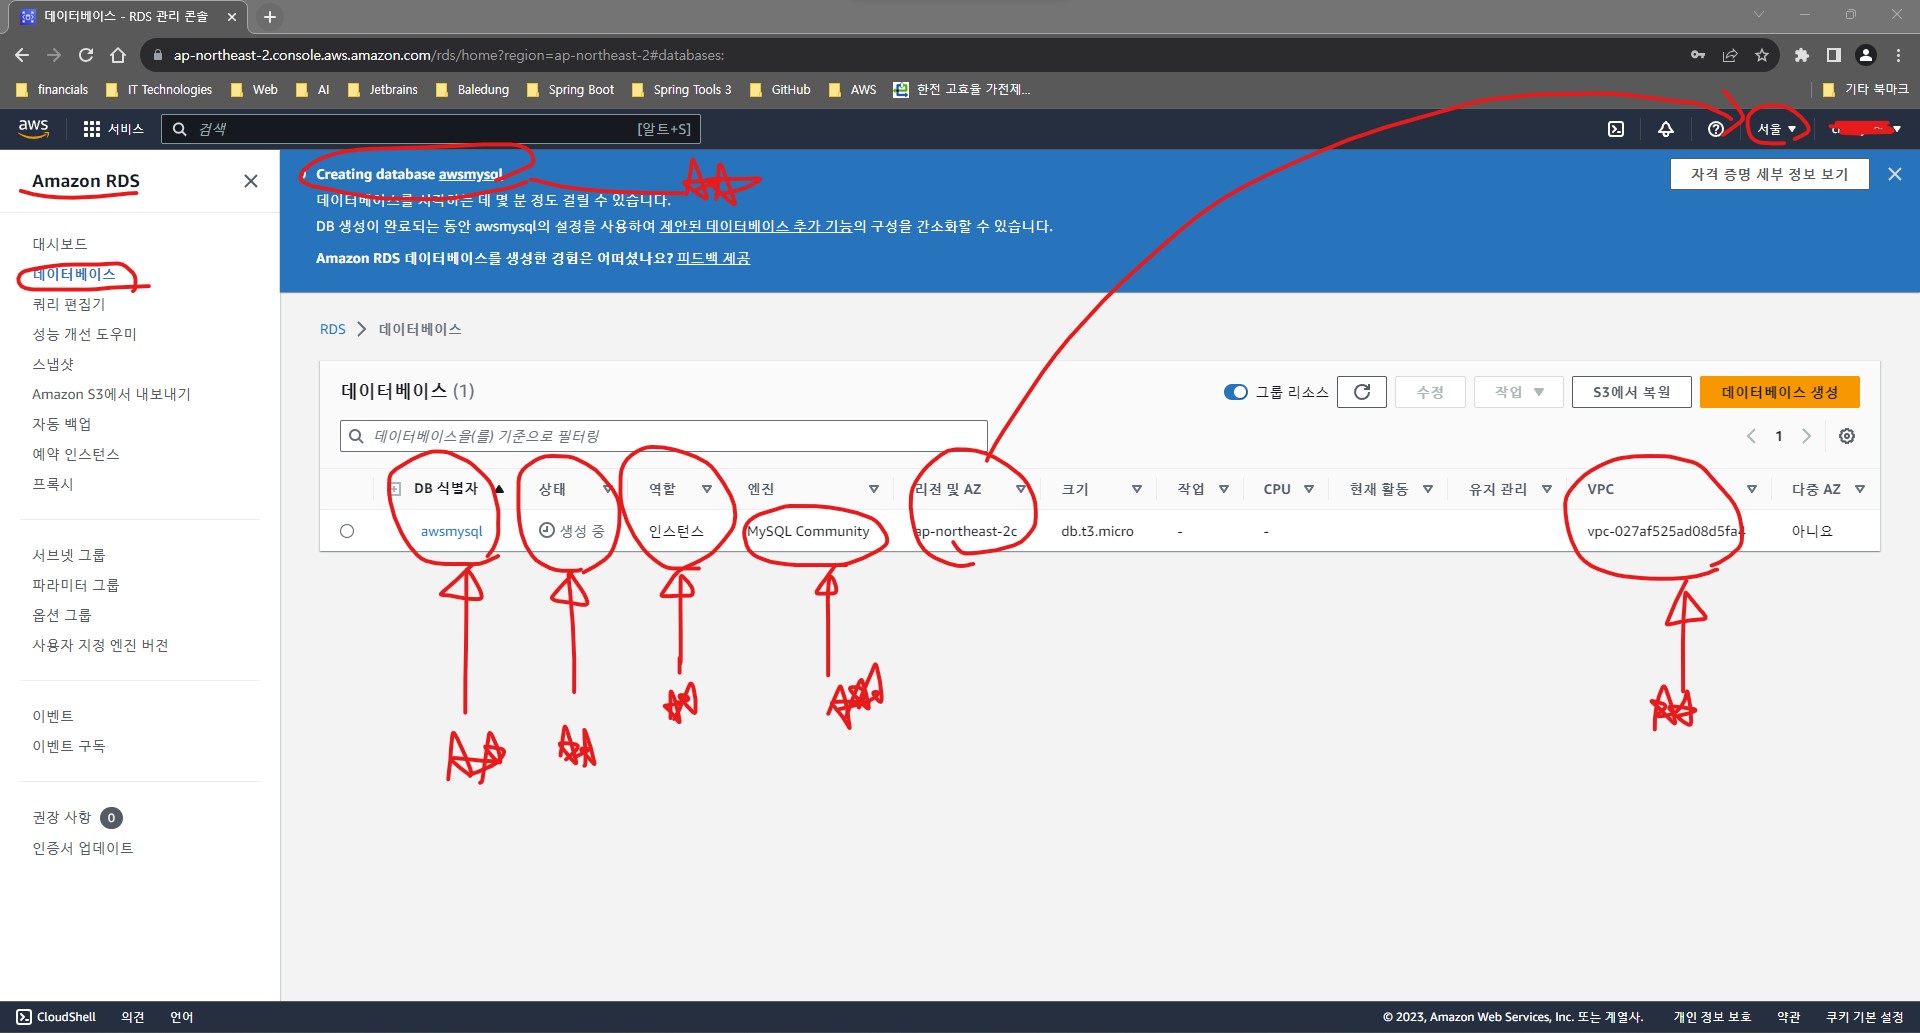 데이터베이스 - RDS 관리 콘솔
ap-northeast-2.console.aws.amazon.com/rds/home?region=ap-northeast-2#databases:
financials IT Technologies Web AI Jetbrains Baledung Spring Boot Spring Tools 3 GitHub AWS 한전 고효율 가전제... 기타 북마크
aws 서비스 검색 [알트+S] 서울
Amazon RDS
대시보드
데이터베이스
쿼리 편집기
성능 개선 도우미
스냅샷
Amazon S3에서 내보내기
자동 백업
예약 인스턴스
프록시
서브넷 그룹
파라미터 그룹
옵션 그룹
사용자 지정 엔진 버전
이벤트
이벤트 구독
권장 사항 0
인증서 업데이트
Creating database awsmysql
자격 증명 세부 정보 보기
데이터베이스를 시작하는 데 몇 분 정도 걸릴 수 있습니다.
DB 생성이 완료되는 동안 awsmysql의 설정을 사용하여 제안된 데이터베이스 추가 기능의 구성을 간소화할 수 있습니다.
Amazon RDS 데이터베이스를 생성한 경험은 어떠셨나요? 피드백 제공
RDS 데이터베이스
데이터베이스 (1)
그룹 리소스 수정 작업 S3에서 복원 데이터베이스 생성
데이터베이스을(를) 기준으로 필터링
1
DB 식별자 상태 역할 엔진 리전 및 AZ 크기 작업 CPU 현재 활동 유지 관리 VPC 다중 AZ
awsmysql 생성 중 인스턴스 MySQL Community ap-northeast-2c db.t3.micro - - vpc-027af525ad08d5fa4 아니요
CloudShell 의견 언어 © 2023, Amazon Web Services, Inc. 또는 계열사. 개인 정보 보호 약관 쿠키 기본 설정